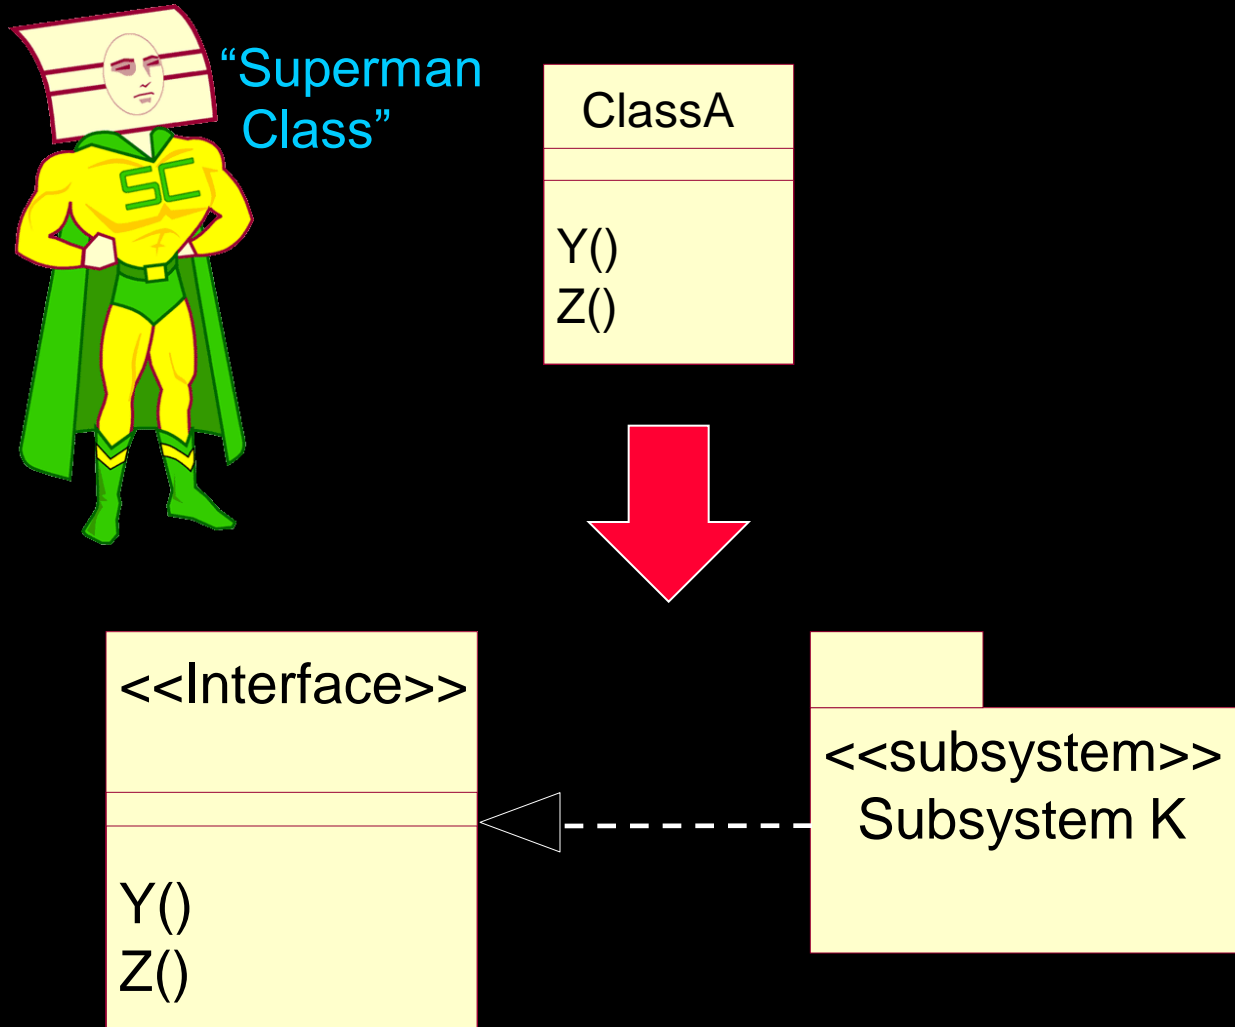 “Superman
Class”
SC
ClassA
Y()
Z()
<<Interface>>
Y()
Z()
<<subsystem>>
Subsystem K